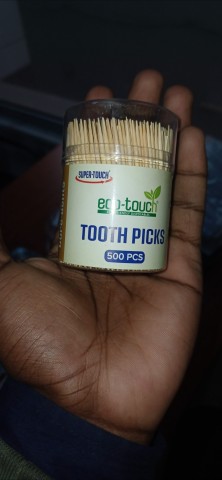 SUPER-TOUCH
eco-touch
TOOTH PICKS
500 PCS